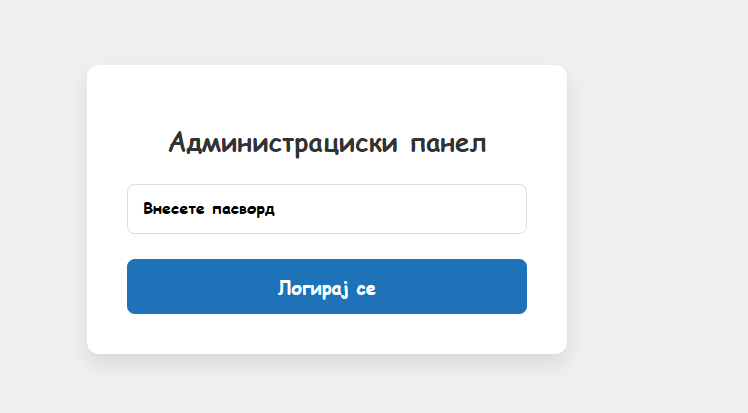 Администрациски панел
Внесете пасворд
Логирај се